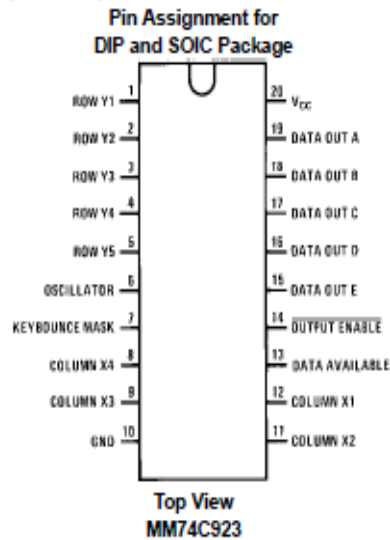 Pin Assignment for
DIP and SOIC Package
ROW Y1 1
ROW Y2 2
ROW Y3 3
ROW Y4 4
ROW Y5 5
OSCILLATOR 6
KEYBOUNCE MASK 7
COLUMN X4 8
COLUMN X3 9
GND 10
20 VCC
19 DATA OUT A
18 DATA OUT B
17 DATA OUT C
16 DATA OUT D
15 DATA OUT E
14 OUTPUT ENABLE
13 DATA AVAILABLE
12 COLUMN X1
11 COLUMN X2
Top View
MM74C923